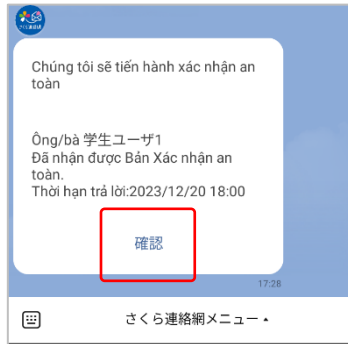 さくら連絡網
Chúng tôi sẽ tiến hành xác nhận an
toàn
Ông/bà 学生ユーザ1
Đã nhận được Bản Xác nhận an
toàn.
Thời hạn trả lời:2023/12/20 18:00
確認
17:28
さくら連絡網メニュー